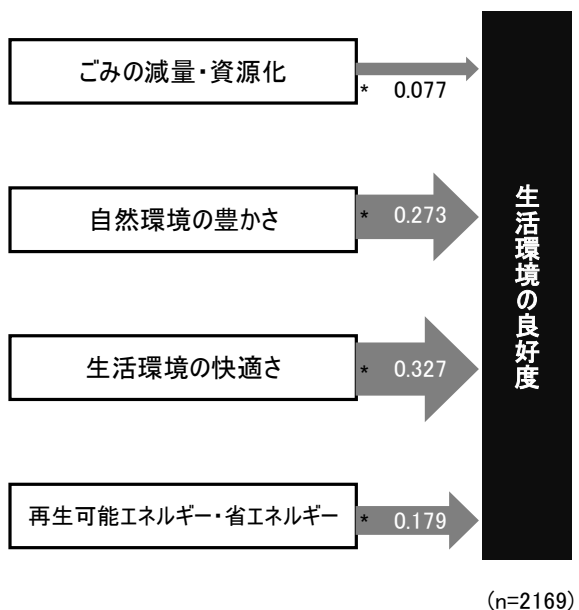 ごみの減量・資源化
* 0.077
自然環境の豊かさ
* 0.273
生活環境の快適さ
* 0.327
再生可能エネルギー・省エネルギー
* 0.179
生活環境の良好度
(n=2169)